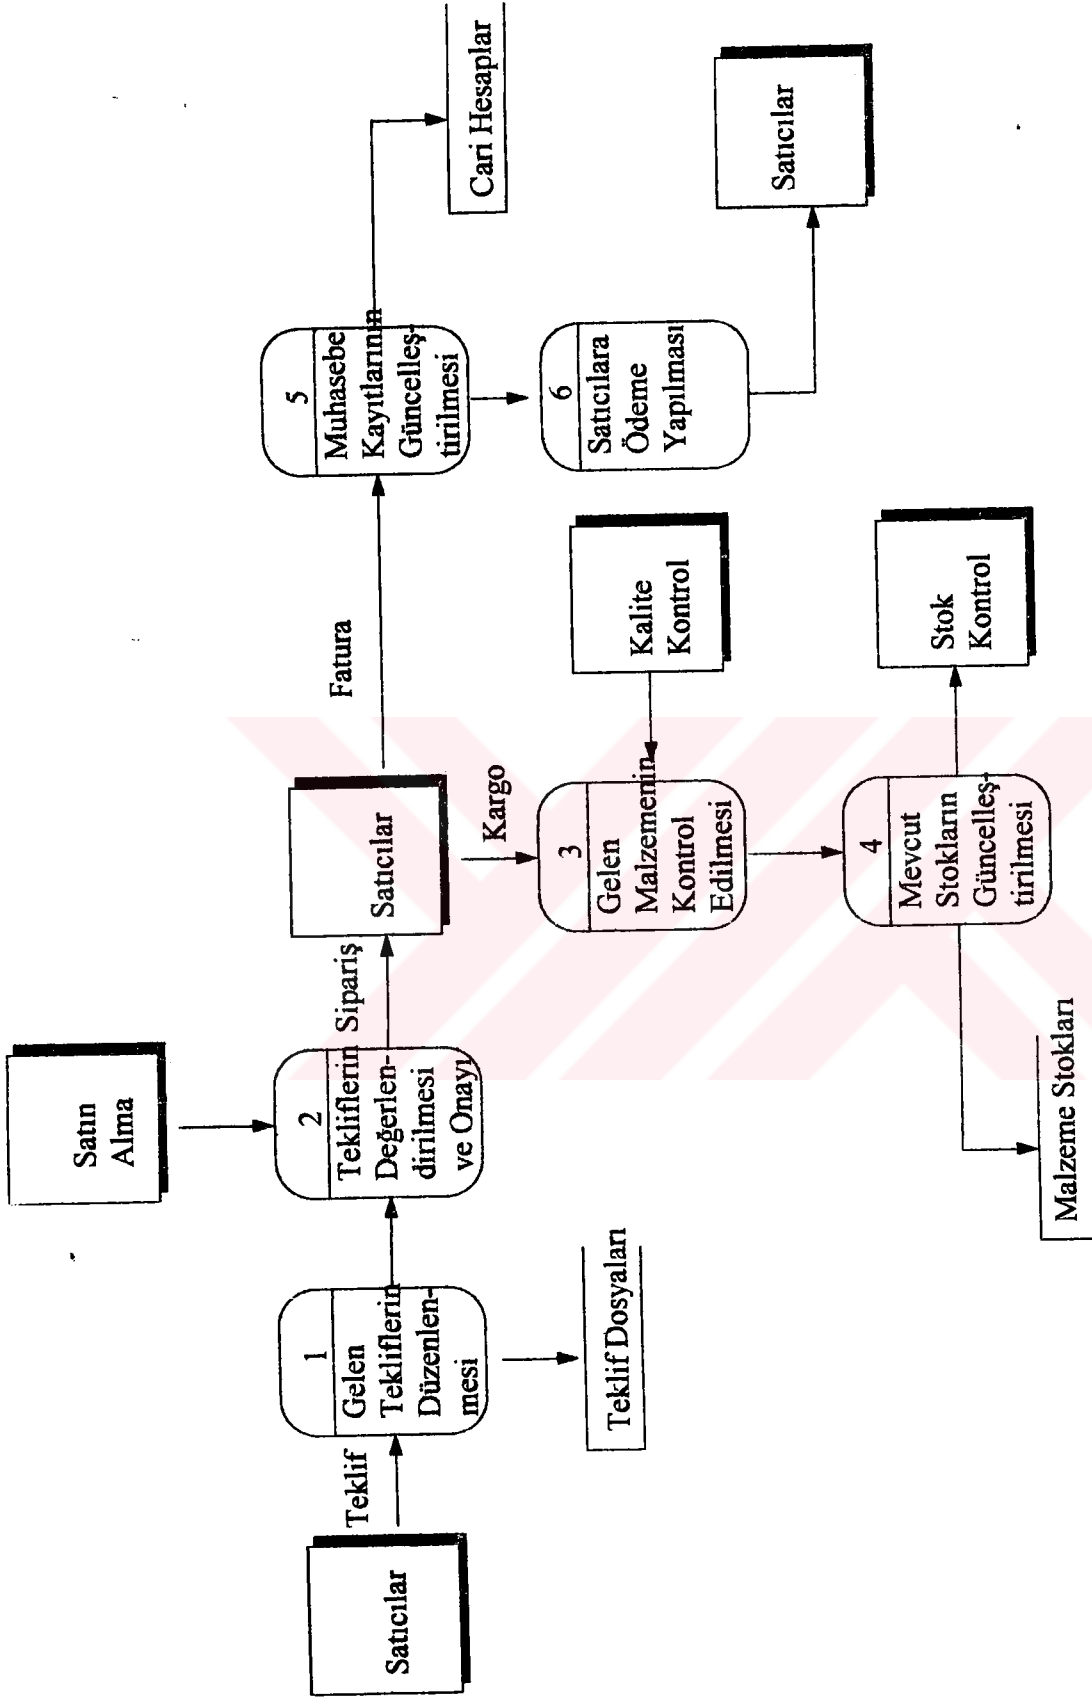 Satın
Alma
Satıcılar
Teklif
1
Gelen
Tekliflerin
Düzenlen-
mesi
Teklif Dosyaları
2
Tekliflerin
Değerlen-
dirilmesi
ve Onayı
Sipariş
Satıcılar
Kargo
Fatura
3
Gelen
Malzemenin
Kontrol
Edilmesi
Kalite
Kontrol
4
Mevcut
Stokların
Güncelleş-
tirilmesi
Stok
Kontrol
Malzeme Stokları
5
Muhasebe
Kayıtlarının
Güncelleş-
tirilmesi
Cari Hesaplar
6
Satıcılara
Ödeme
Yapılması
Satıcılar